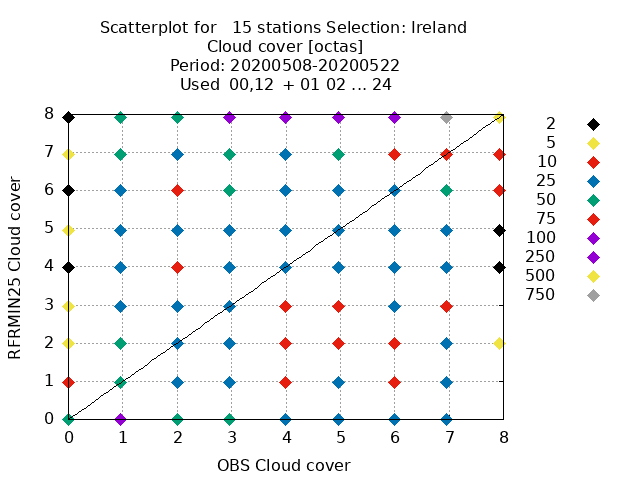 Scatterplot for   15 stations Selection: Ireland
Cloud cover [octas]
Period: 20200508-20200522
Used  00,12  + 01 02 ... 24
8
7
6
5
4
3
2
1
0
RFRMIN25 Cloud cover
0 1 2 3 4 5 6 7 8
OBS Cloud cover
2
5
10
25
50
75
100
250
500
750